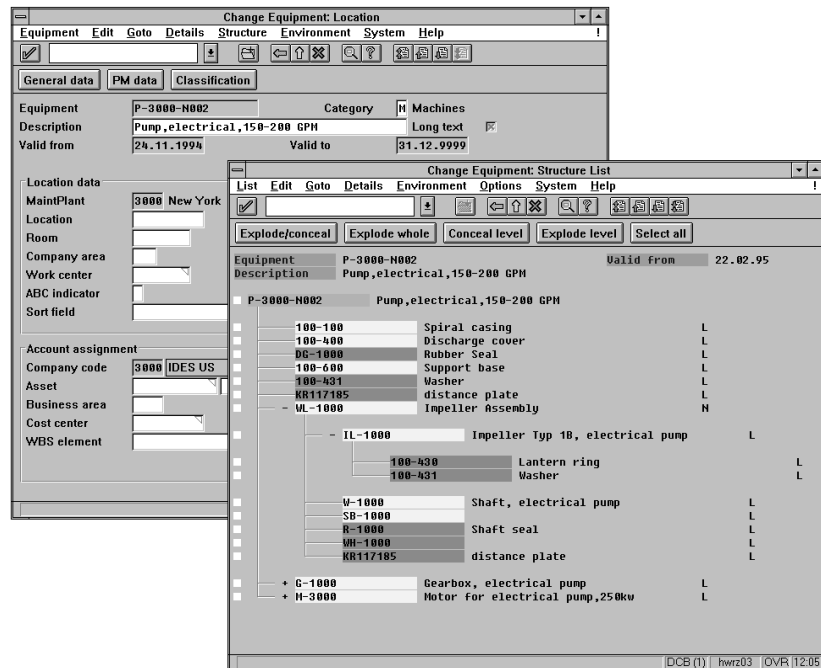 Change Equipment: Location
Equipment Edit Goto Details Structure Environment System Help !
General data PM data Classification
Equipment P-3000-N002 Category M Machines
Description Pump,electrical,150-200 GPM Long text
Valid from 24.11.1994 Valid to 31.12.9999
Location data
MaintPlant 3000 New York
Location
Room
Company area
Work center
ABC indicator
Sort field
Account assignment
Company code 3000 IDES US
Asset
Business area
Cost center
WBS element
Change Equipment: Structure List
List Edit Goto Details Environment Options System Help !
Explode/conceal Explode whole Conceal level Explode level Select all
Equipment P-3000-N002 Valid from 22.02.95
Description Pump,electrical,150-200 GPM
P-3000-N002 Pump,electrical,150-200 GPM
100-100 Spiral casing L
100-400 Discharge cover L
DG-1000 Rubber Seal L
100-600 Support base L
100-431 Washer L
KR117185 distance plate L
- WL-1000 Impeller Assembly N
- IL-1000 Impeller Typ 1B, electrical pump L
100-430 Lantern ring L
100-431 Washer L
W-1000 Shaft, electrical pump L
SB-1000 L
R-1000 Shaft seal L
WH-1000 L
KR117185 distance plate L
+ G-1000 Gearbox, electrical pump L
+ M-3000 Motor for electrical pump,250kw L
DCB (1) hwrz03 OVR 12:05